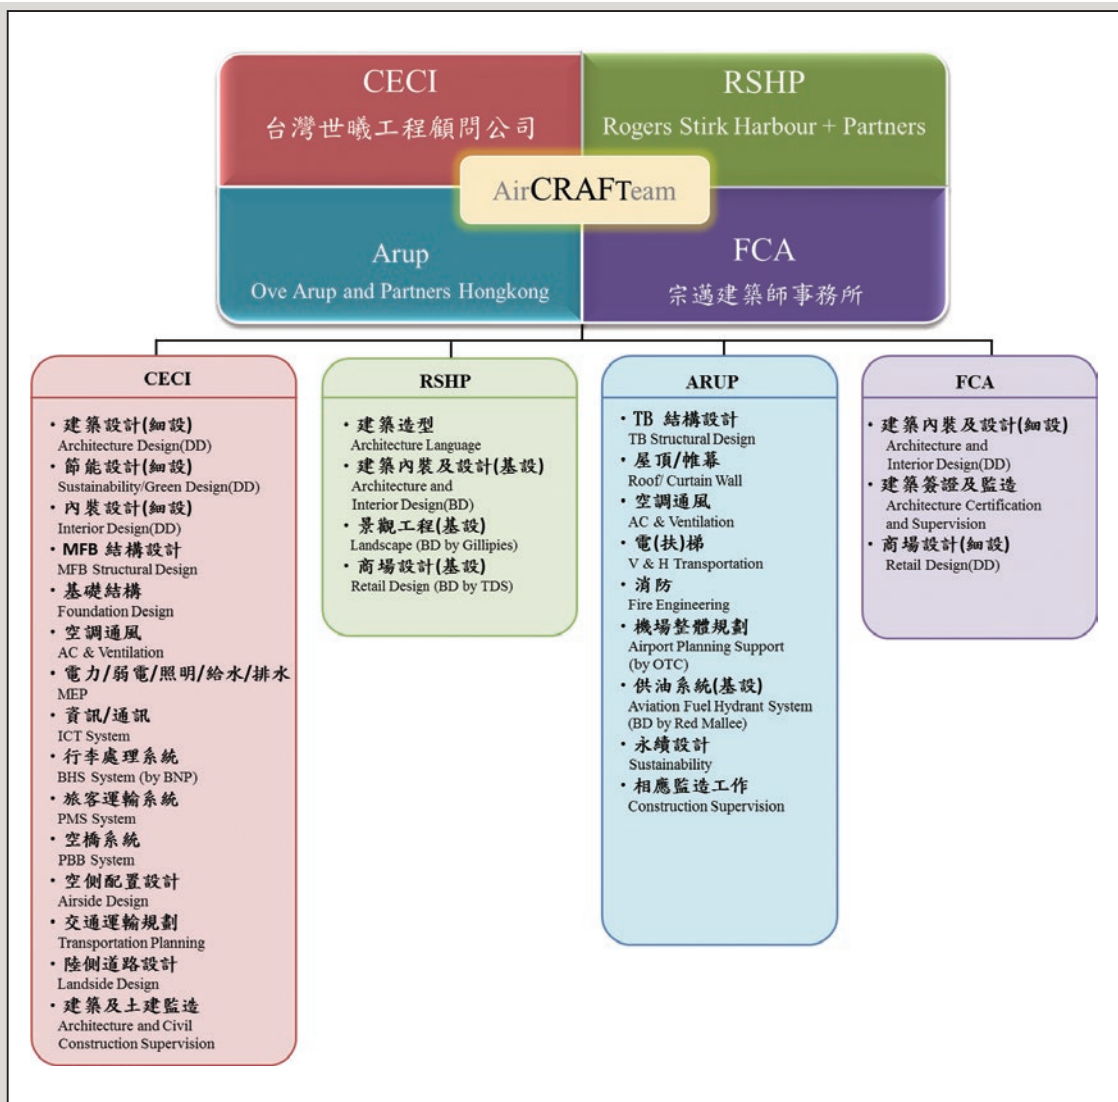 CECI
台灣世曦工程顧問公司
RSHP
Rogers Stirk Harbour + Partners
AirCRAFTeam
Arup
Ove Arup and Partners Hongkong
FCA
宗邁建築師事務所
CECI
・建築設計(細設)
Architecture Design(DD)
・節能設計(細設)
Sustainability/Green Design(DD)
・內裝設計(細設)
Interior Design(DD)
・MFB 結構設計
MFB Structural Design
・基礎結構
Foundation Design
・空調通風
AC & Ventilation
・電力/弱電/照明/給水/排水
MEP
・資訊/通訊
ICT System
・行李處理系統
BHS System (by BNP)
・旅客運輸系統
PMS System
・空橋系統
PBB System
・空側配置設計
Airside Design
・交通運輸規劃
Transportation Planning
・陸側道路設計
Landside Design
・建築及土建監造
Architecture and Civil
Construction Supervision
RSHP
・建築造型
Architecture Language
・建築內裝及設計(基設)
Architecture and
Interior Design(BD)
・景觀工程(基設)
Landscape (BD by Gillipies)
・商場設計(基設)
Retail Design (BD by TDS)
ARUP
・TB 結構設計
TB Structural Design
・屋頂/帷幕
Roof/ Curtain Wall
・空調通風
AC & Ventilation
・電(扶)梯
V & H Transportation
・消防
Fire Engineering
・機場整體規劃
Airport Planning Support
(by OTC)
・供油系統(基設)
Aviation Fuel Hydrant System
(BD by Red Mallee)
・永續設計
Sustainability
・相應監造工作
Construction Supervision
FCA
・建築內裝及設計(細設)
Architecture and
Interior Design(DD)
・建築簽證及監造
Architecture Certification
and Supervision
・商場設計(細設)
Retail Design(DD)